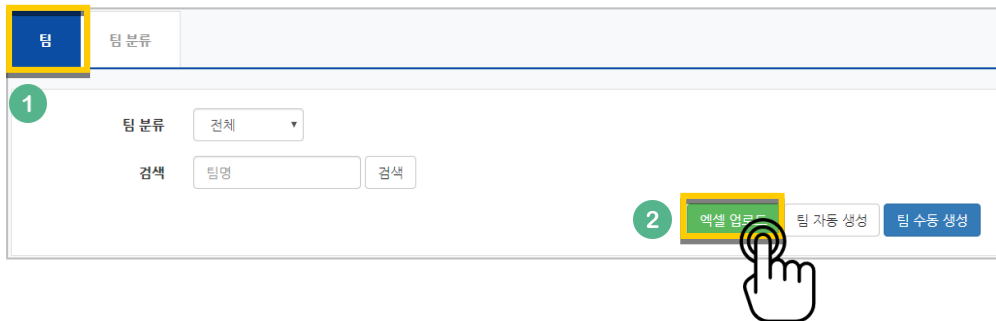 팀 팀 분류
1
팀 분류 전체
검색 팀명 검색
2 엑셀 업로드 팀 자동 생성 팀 수동 생성